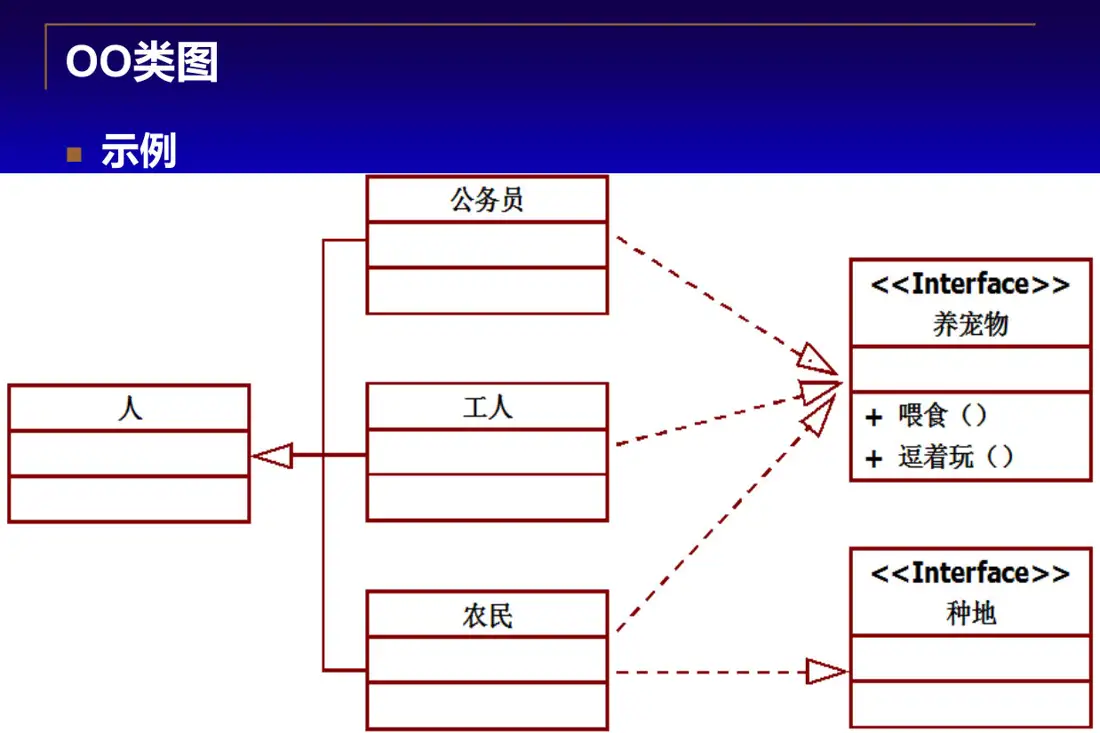 OO类图
示例
公务员
<<Interface>>
养宠物
人
工人
+ 喂食（）
+ 逗着玩（）
<<Interface>>
农民
种地